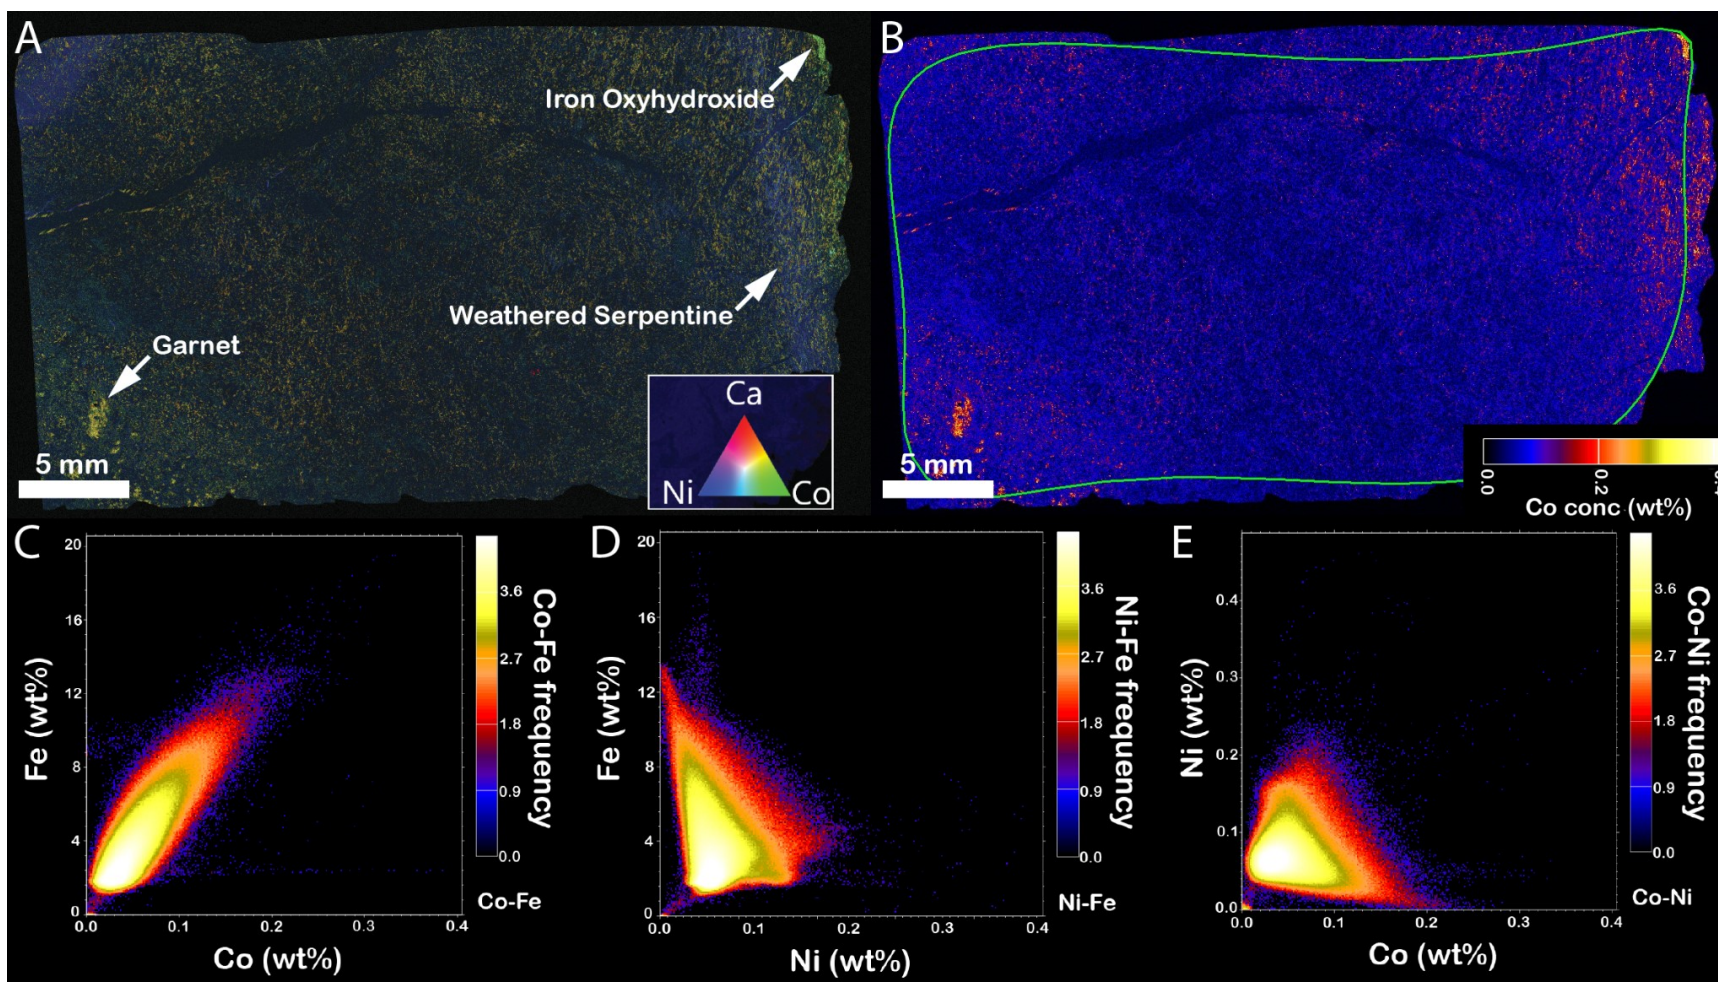 A
Iron Oxyhydroxide
Weathered Serpentine
Garnet
5 mm
Ca
Ni
Co
B
5 mm
0.0
0.2
0.4
Co conc (wt%)
C
20
16
12
8
4
0
0.0
0.1
0.2
0.3
0.4
Fe (wt%)
Co (wt%)
3.6
2.7
1.8
0.9
0.0
Co-Fe frequency
Co-Fe
D
20
16
12
8
4
0
0.0
0.1
0.2
0.3
0.4
Fe (wt%)
Ni (wt%)
3.6
2.7
1.8
0.9
0.0
Ni-Fe frequency
Ni-Fe
E
0.4
0.3
0.2
0.1
0.0
0.0
0.1
0.2
0.3
0.4
Ni (wt%)
Co (wt%)
3.6
2.7
1.8
0.9
0.0
Co-Ni frequency
Co-Ni